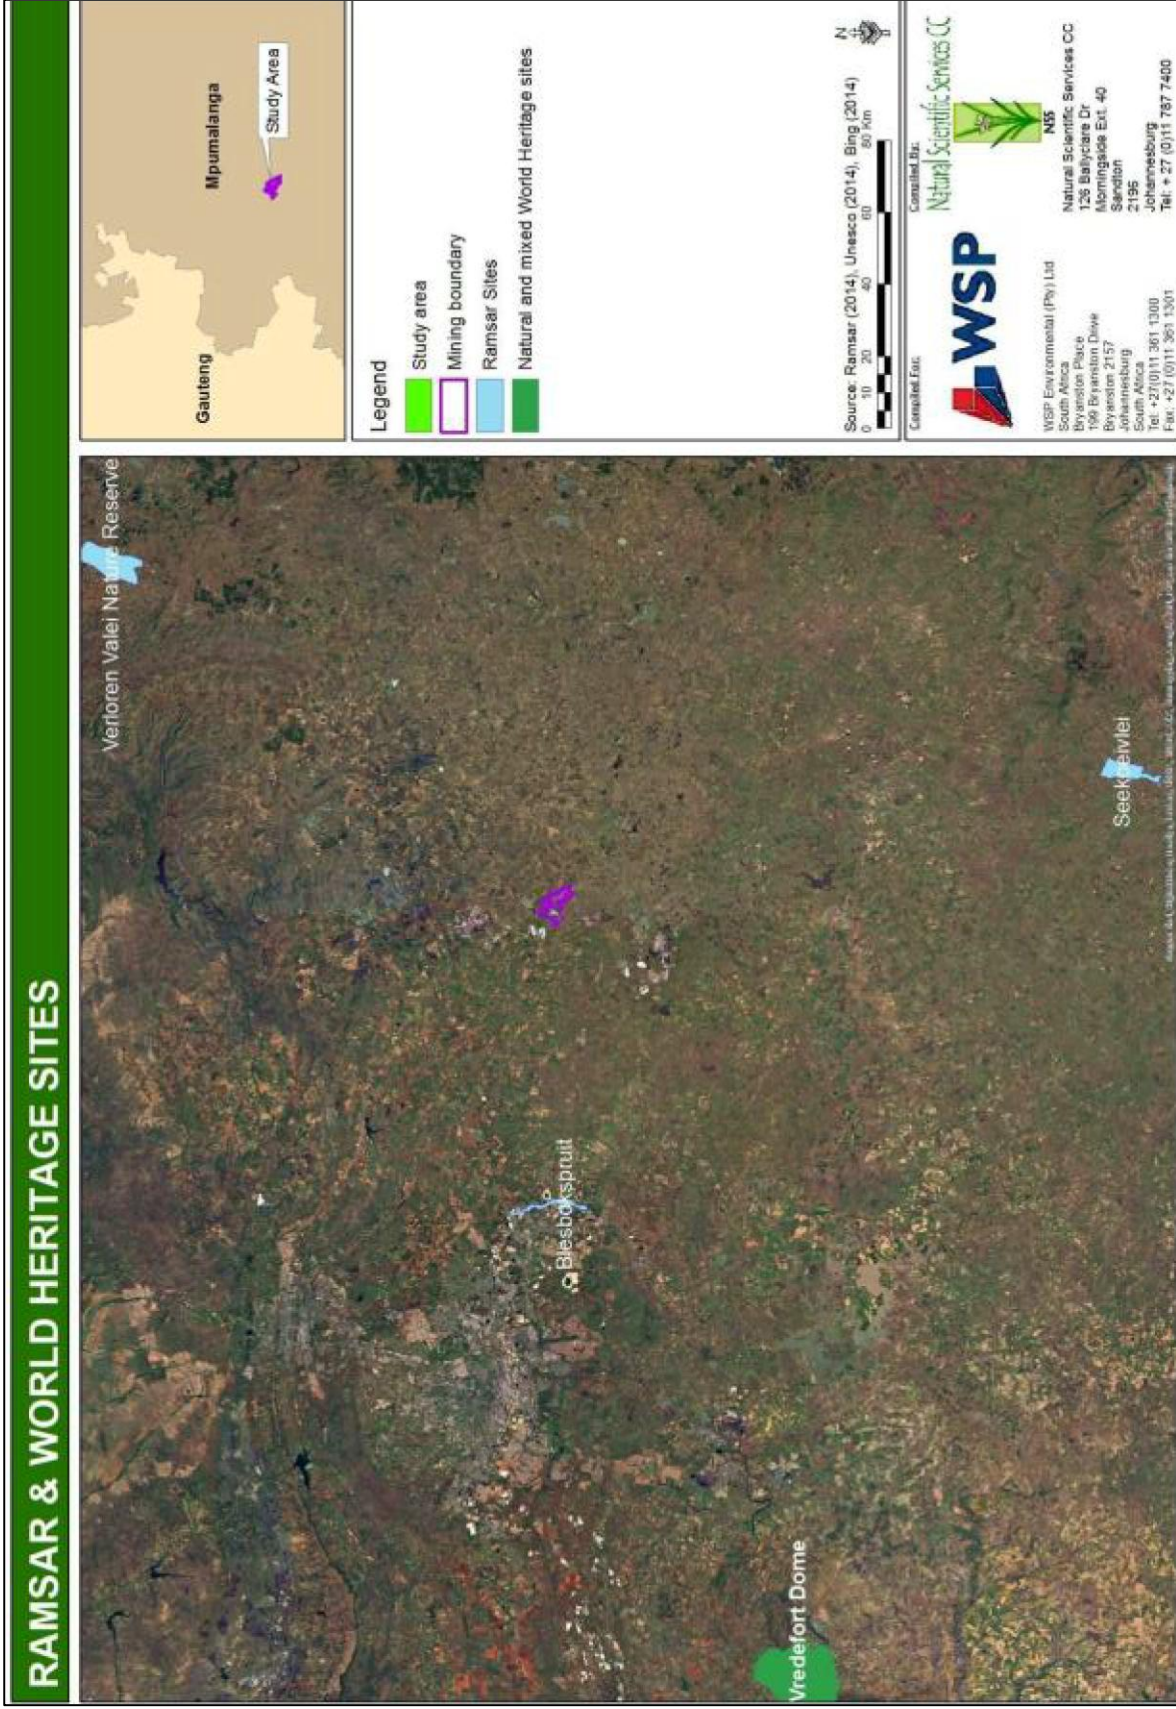 RAMSAR & WORLD HERITAGE SITES
Verloren Valei Nature Reserve
Blesbokspruit
Seekoeivlei
Vredefort Dome
Gauteng
Mpumalanga
Study Area
Legend
Study area
Mining boundary
Ramsar Sites
Natural and mixed World Heritage sites
N
Source: Ramsar (2014), Unesco (2014), Bing (2014)
0 10 20 40 60 80 Km
Compiled For:
WSP
WSP Environmental (Pty) Ltd
South Africa
Bryanston Place
199 Bryanston Drive
Bryanston 2157
Johannesburg
South Africa
Tel: +27(0)11 361 1300
Fax: +27 (0)11 361 1301
Compiled By:
Natural Scientific Services CC
NSS
Natural Scientific Services CC
126 Ballyclare Dr
Morningside Ext. 40
Sandton
2196
Johannesburg
Tel: + 27 (0)11 787 7400